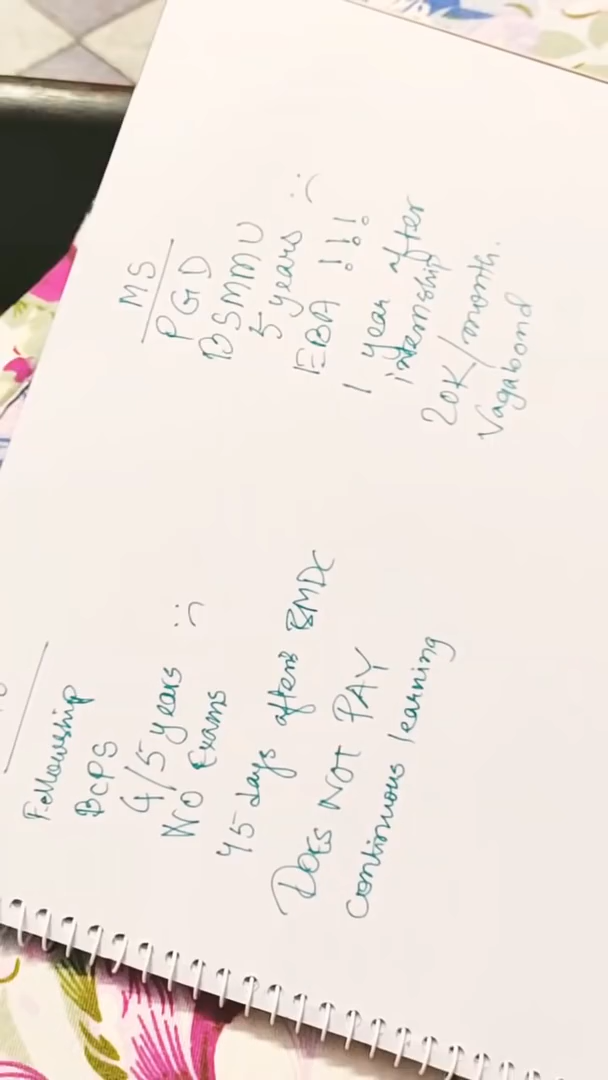 Fellowship
BCPS
4/5 years :(
NO Exams
45 days after BMDC
Does NOT PAY
continuous learning
MS
PGD
BSMMU
5 years :(
EBA !!!
1 year after
internship
20K/month.
Vagabond